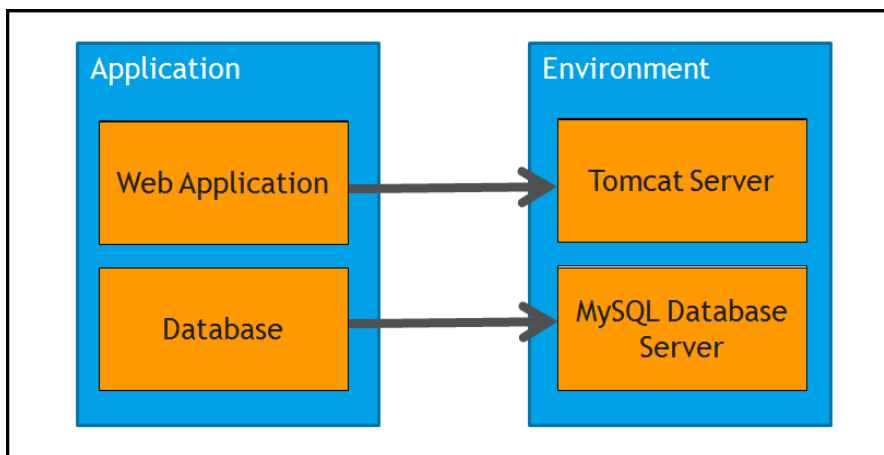 Application
Web Application
Database
Environment
Tomcat Server
MySQL Database
Server